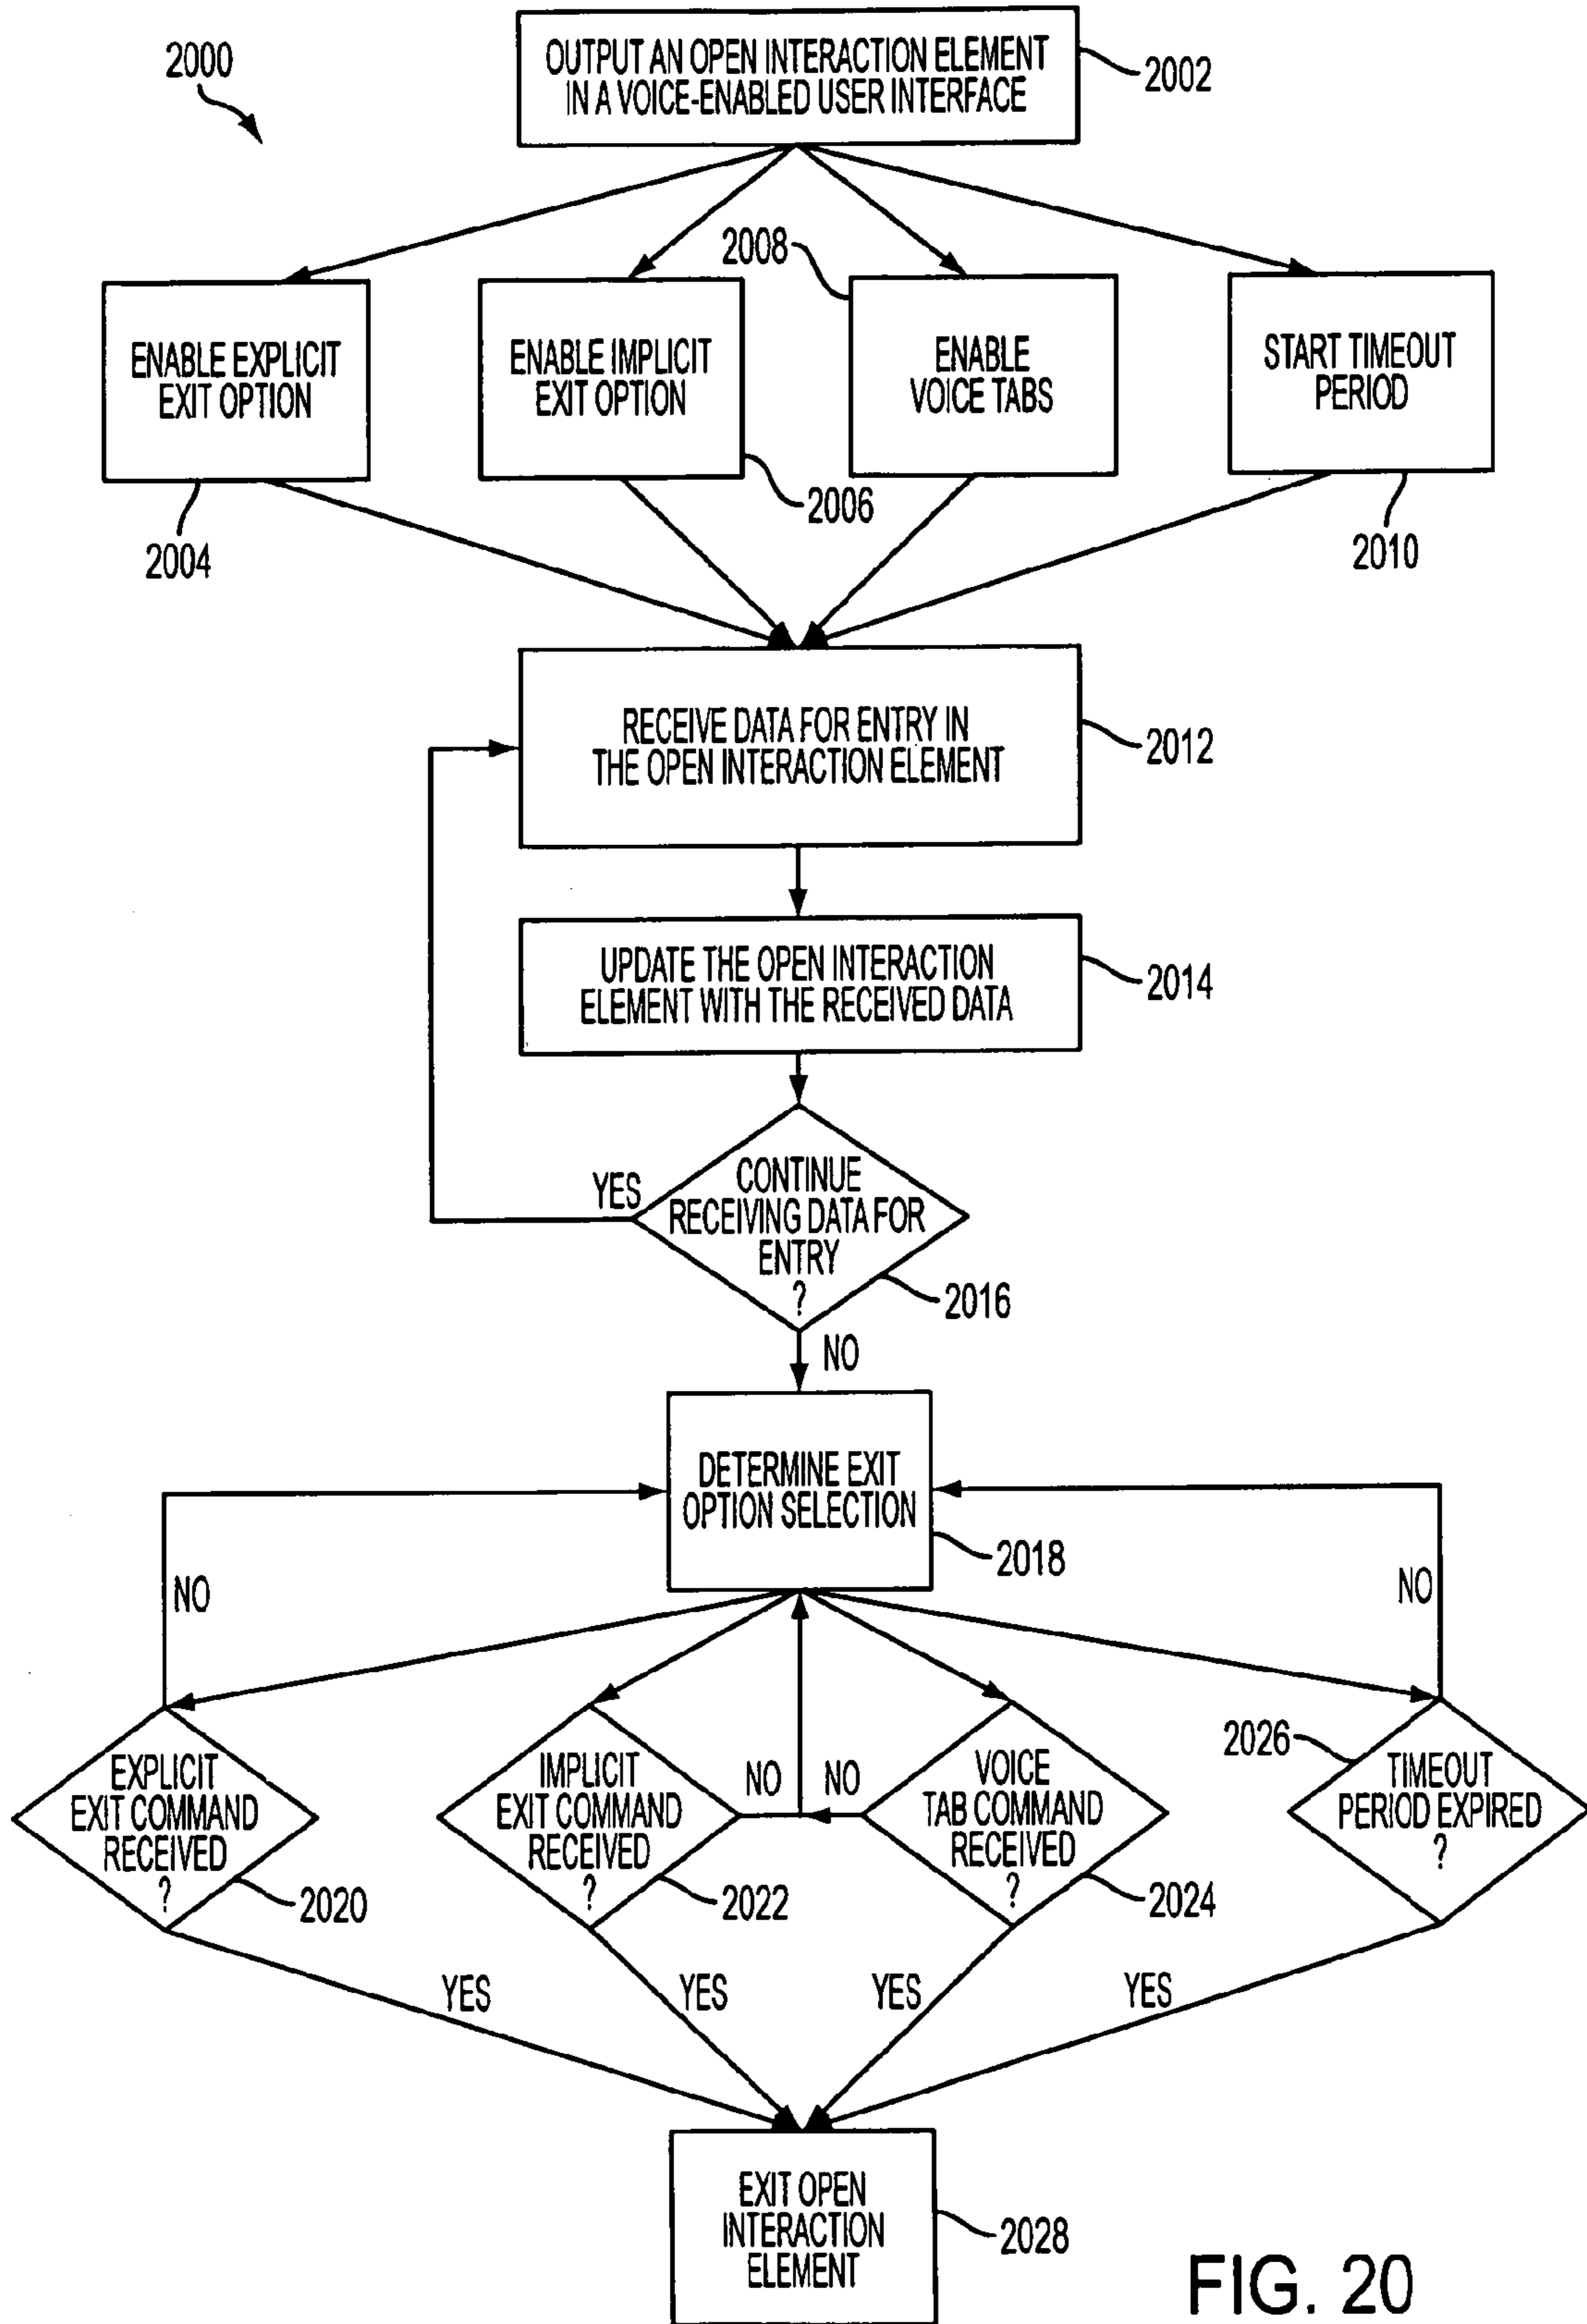 2000
OUTPUT AN OPEN INTERACTION ELEMENT
IN A VOICE-ENABLED USER INTERFACE
2002
ENABLE EXPLICIT
EXIT OPTION
2004
ENABLE IMPLICIT
EXIT OPTION
2006
2008
ENABLE
VOICE TABS
START TIMEOUT
PERIOD
2010
RECEIVE DATA FOR ENTRY IN
THE OPEN INTERACTION ELEMENT
2012
UPDATE THE OPEN INTERACTION
ELEMENT WITH THE RECEIVED DATA
2014
YES
CONTINUE
RECEIVING DATA FOR
ENTRY
?
2016
NO
DETERMINE EXIT
OPTION SELECTION
2018
NO
NO
EXPLICIT
EXIT COMMAND
RECEIVED
?
2020
IMPLICIT
EXIT COMMAND
RECEIVED
?
2022
NO
NO
VOICE
TAB COMMAND
RECEIVED
?
2024
2026
TIMEOUT
PERIOD EXPIRED
?
YES
YES
YES
YES
EXIT OPEN
INTERACTION
ELEMENT
2028
FIG. 20